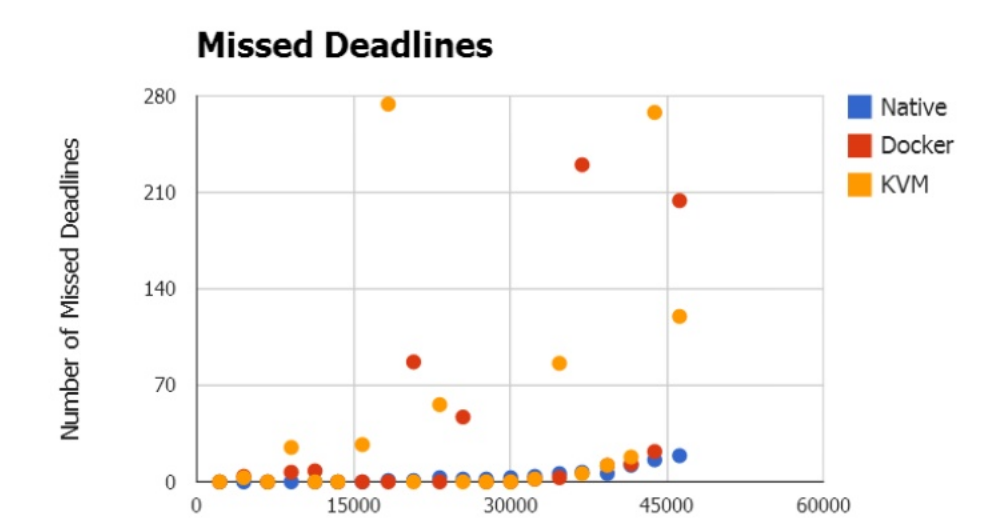 Missed Deadlines
Number of Missed Deadlines
280
210
140
70
0
0 15000 30000 45000 60000
Native
Docker
KVM